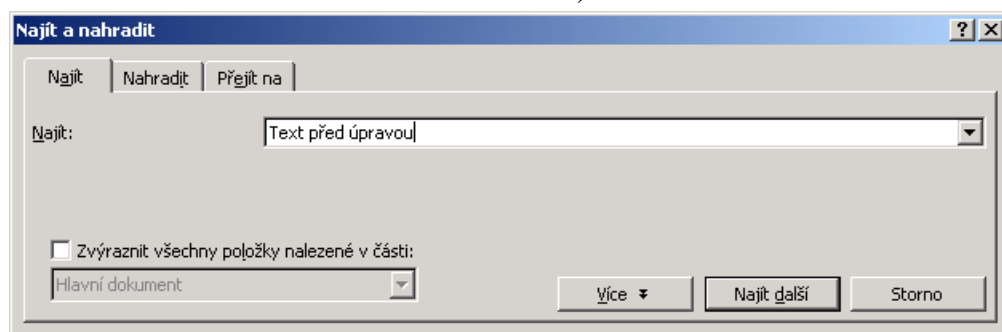 Najít a nahradit
Najít Nahradit Přejít na
Najít: Text před úpravou
Zvýraznit všechny položky nalezené v části:
Hlavní dokument
Více Najít další Storno